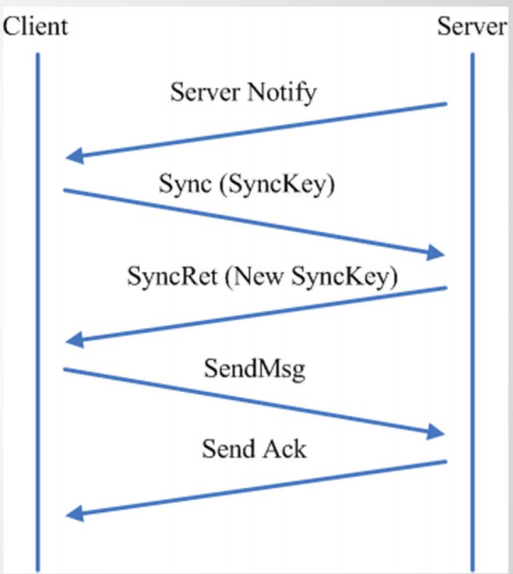 Client
Server
Server Notify
Sync (SyncKey)
SyncRet (New SyncKey)
SendMsg
Send Ack